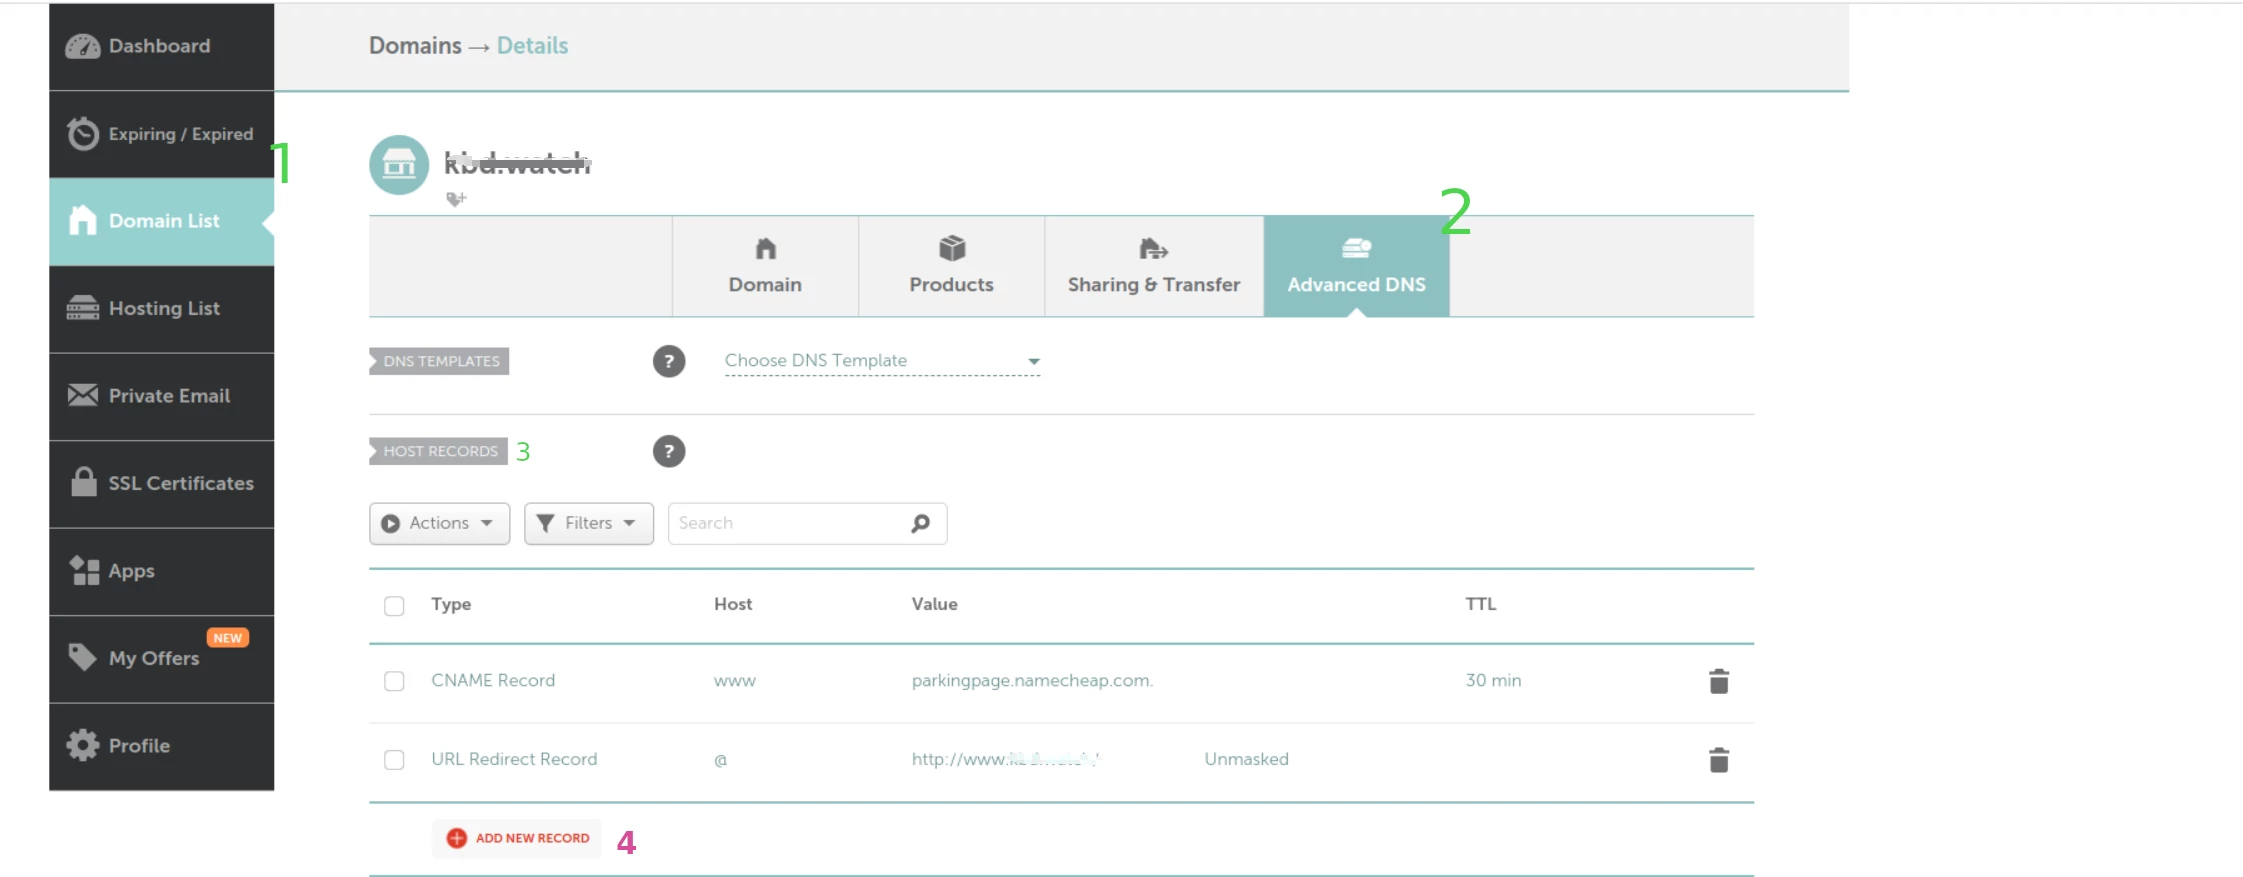 Dashboard
Expiring / Expired
1
Domain List
Hosting List
Private Email
SSL Certificates
Apps
NEW
My Offers
Profile
Domains → Details
2
Domain
Products
Sharing & Transfer
Advanced DNS
DNS TEMPLATES ? Choose DNS Template
HOST RECORDS 3 ?
Actions Filters Search
Type Host Value TTL
CNAME Record www parkingpage.namecheap.com. 30 min
URL Redirect Record @ http://www. Unmasked
ADD NEW RECORD 4